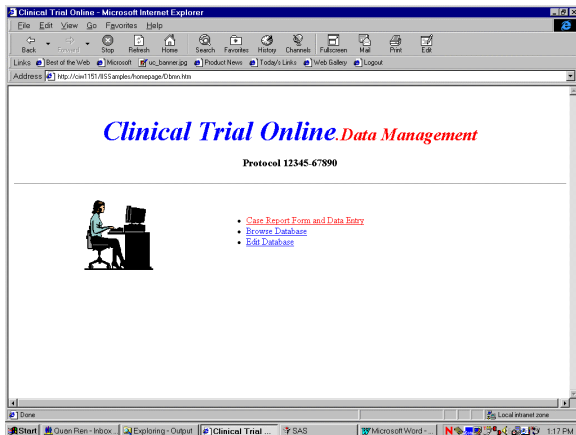 Clinical Trial Online - Microsoft Internet Explorer
File Edit View Go Favorites Help
Back Forward Stop Refresh Home Search Favorites History Channels Fullscreen Mail Print Edit
Links Best of the Web Microsoft uc_banner.jpg Product News Today's Links Web Gallery Logout
Address http://ciw1151/IISSamples/homepage/Dbmn.htm
Clinical Trial Online.Data Management
Protocol 12345-67890
Case Report Form and Data Entry
Browse Database
Edit Database
Done Local intranet zone
Start Quan Ren - Inbox ... Exploring - Output Clinical Trial ... SAS Microsoft Word - ... 1:17 PM